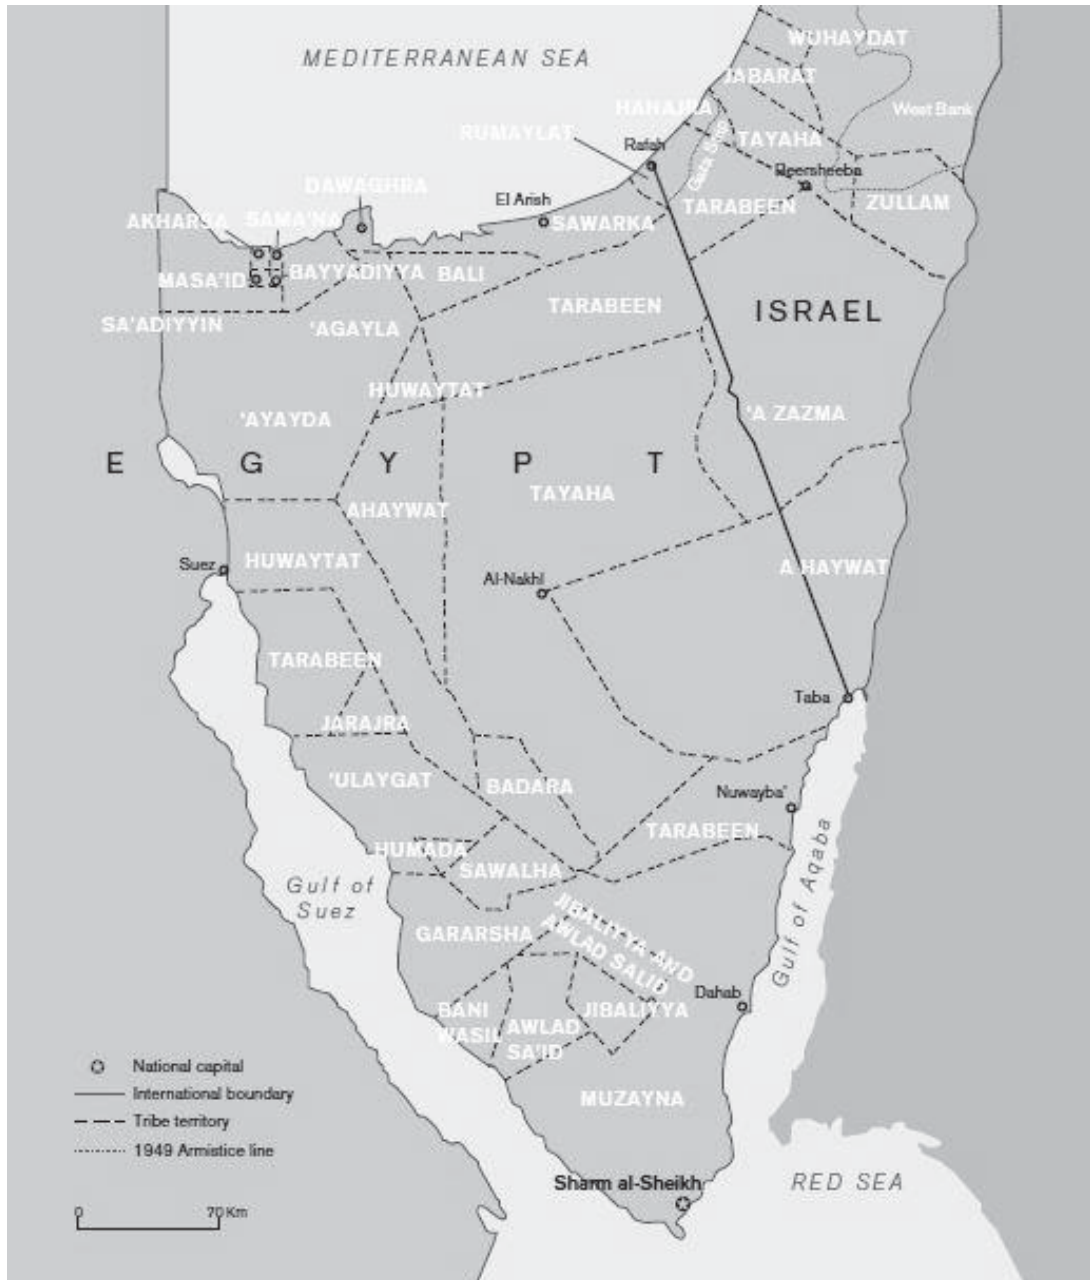 MEDITERRANEAN SEA
WUHAYDAT
JABARAT
HANAJRA
West Bank
RUMAYLAT
TAYAHA
Rafah
Gaza Strip
Beersheeba
DAWAGHRA
El Arish
TARABEEN
ZULLAM
AKHARSA
SAMA'NA
SAWARKA
MASA'ID
BAYYADIYYA
BALI
TARABEEN
ISRAEL
SA'ADIYYIN
'AGAYLA
HUWAYTAT
'A ZAZMA
'AYAYDA
E G Y P T
TAYAHA
AHAYWAT
HUWAYTAT
Suez
Al-Nakhl
A HAYWAT
TARABEEN
Taba
JARAJRA
'ULAYGAT
BADARA
Nuwayba'
TARABEEN
HUMADA
SAWALHA
Gulf of
Suez
Gulf of Aqaba
GARARSHA
JIBALIYYA AND
AWLAD SALID
Dahab
BANI
WASIL
AWLAD
SA'ID
JIBALIYYA
MUZAYNA
National capital
International boundary
Tribe territory
1949 Armistice line
Sharm al-Sheikh
RED SEA
0 70 Km